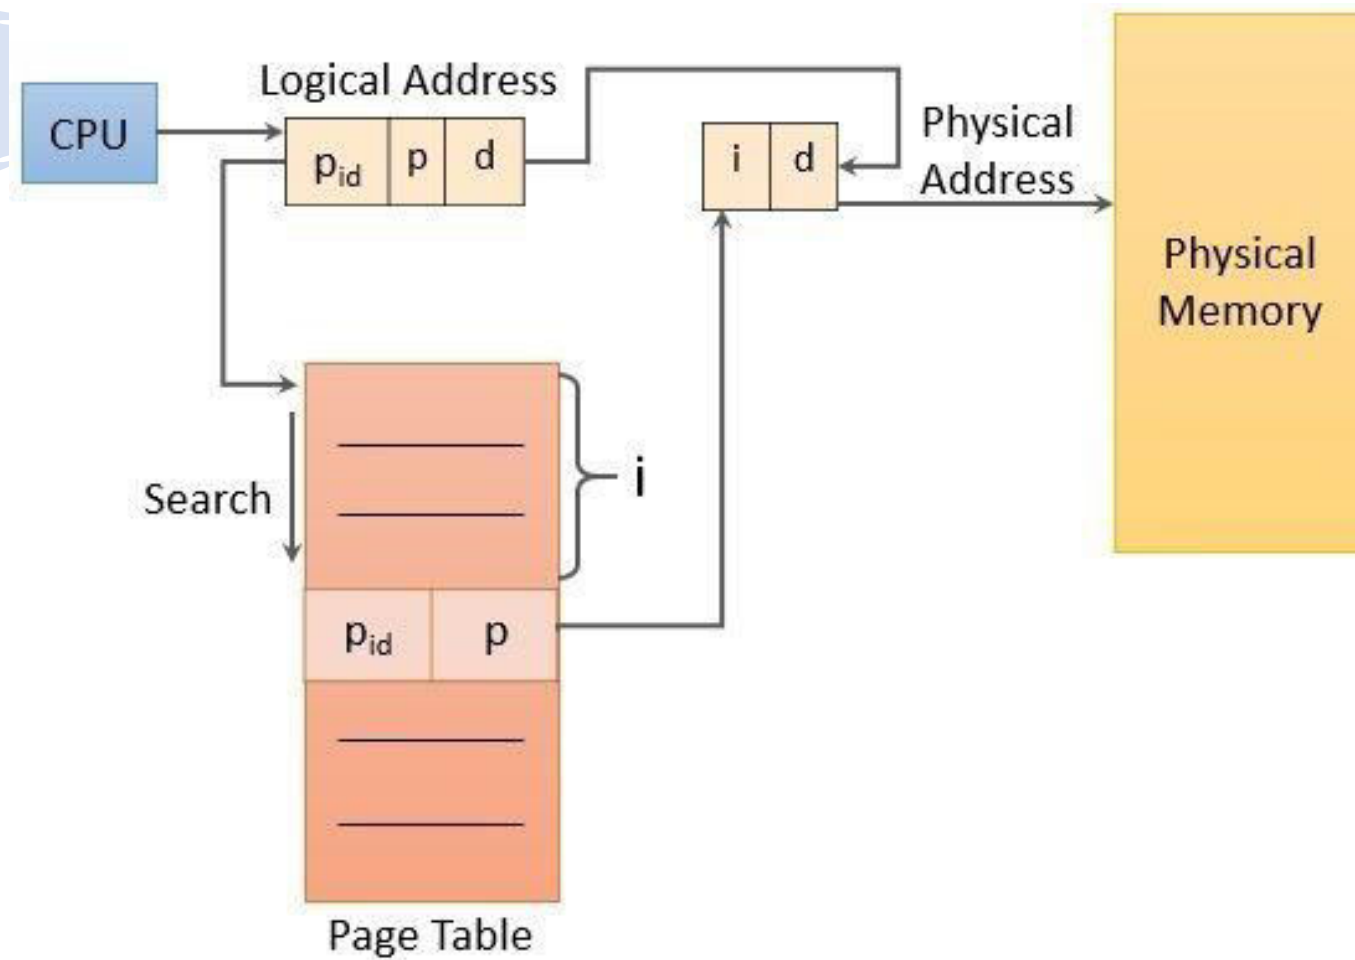 Logical Address
CPU
pid
p
d
i
d
Physical
Address
Physical
Memory
Search
i
pid
p
Page Table